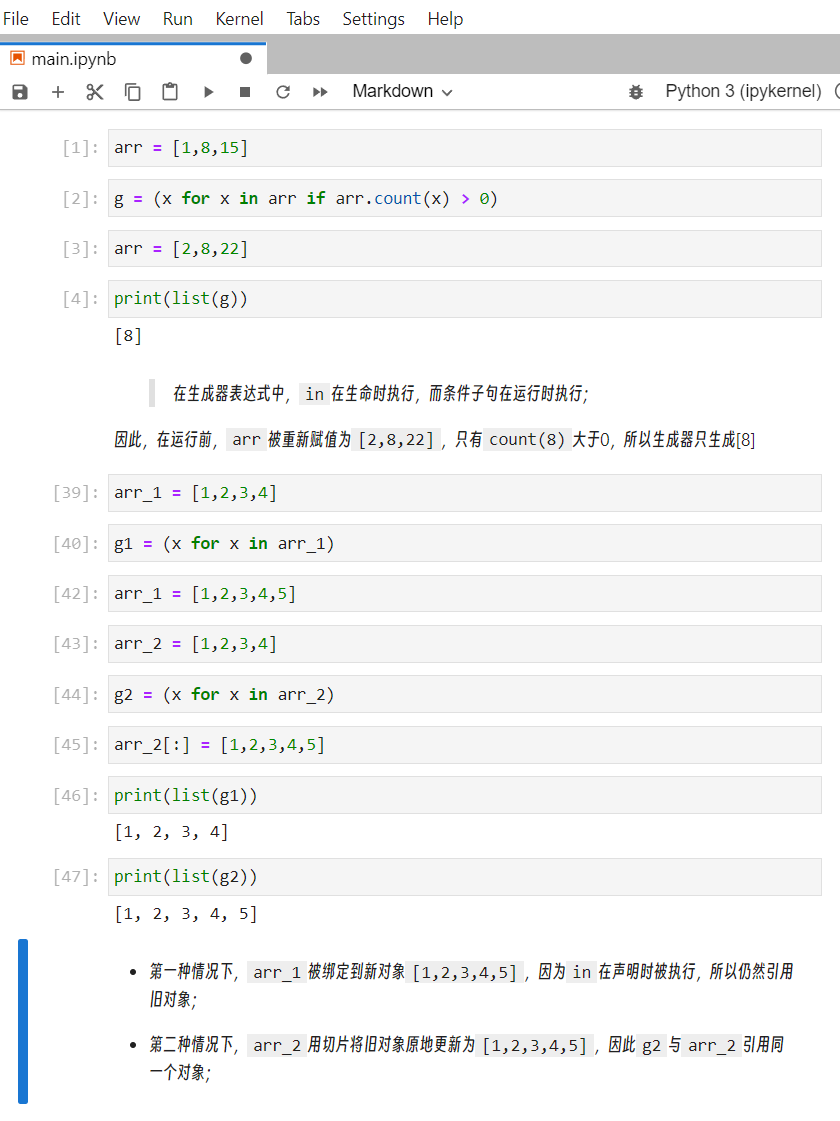 File Edit View Run Kernel Tabs Settings Help
main.ipynb
Markdown Python 3 (ipykernel)
[1]: arr = [1,8,15]
[2]: g = (x for x in arr if arr.count(x) > 0)
[3]: arr = [2,8,22]
[4]: print(list(g))
[8]
在生成器表达式中，in 在生命时执行，而条件子句在运行时执行；
因此，在运行前，arr 被重新赋值为 [2,8,22]，只有 count(8) 大于0，所以生成器只生成[8]
[39]: arr_1 = [1,2,3,4]
[40]: g1 = (x for x in arr_1)
[42]: arr_1 = [1,2,3,4,5]
[43]: arr_2 = [1,2,3,4]
[44]: g2 = (x for x in arr_2)
[45]: arr_2[:] = [1,2,3,4,5]
[46]: print(list(g1))
[1, 2, 3, 4]
[47]: print(list(g2))
[1, 2, 3, 4, 5]
• 第一种情况下，arr_1 被绑定到新对象 [1,2,3,4,5]，因为 in 在声明时被执行，所以仍然引用
旧对象；
• 第二种情况下，arr_2 用切片将旧对象原地更新为 [1,2,3,4,5]，因此 g2 与 arr_2 引用同
一个对象；